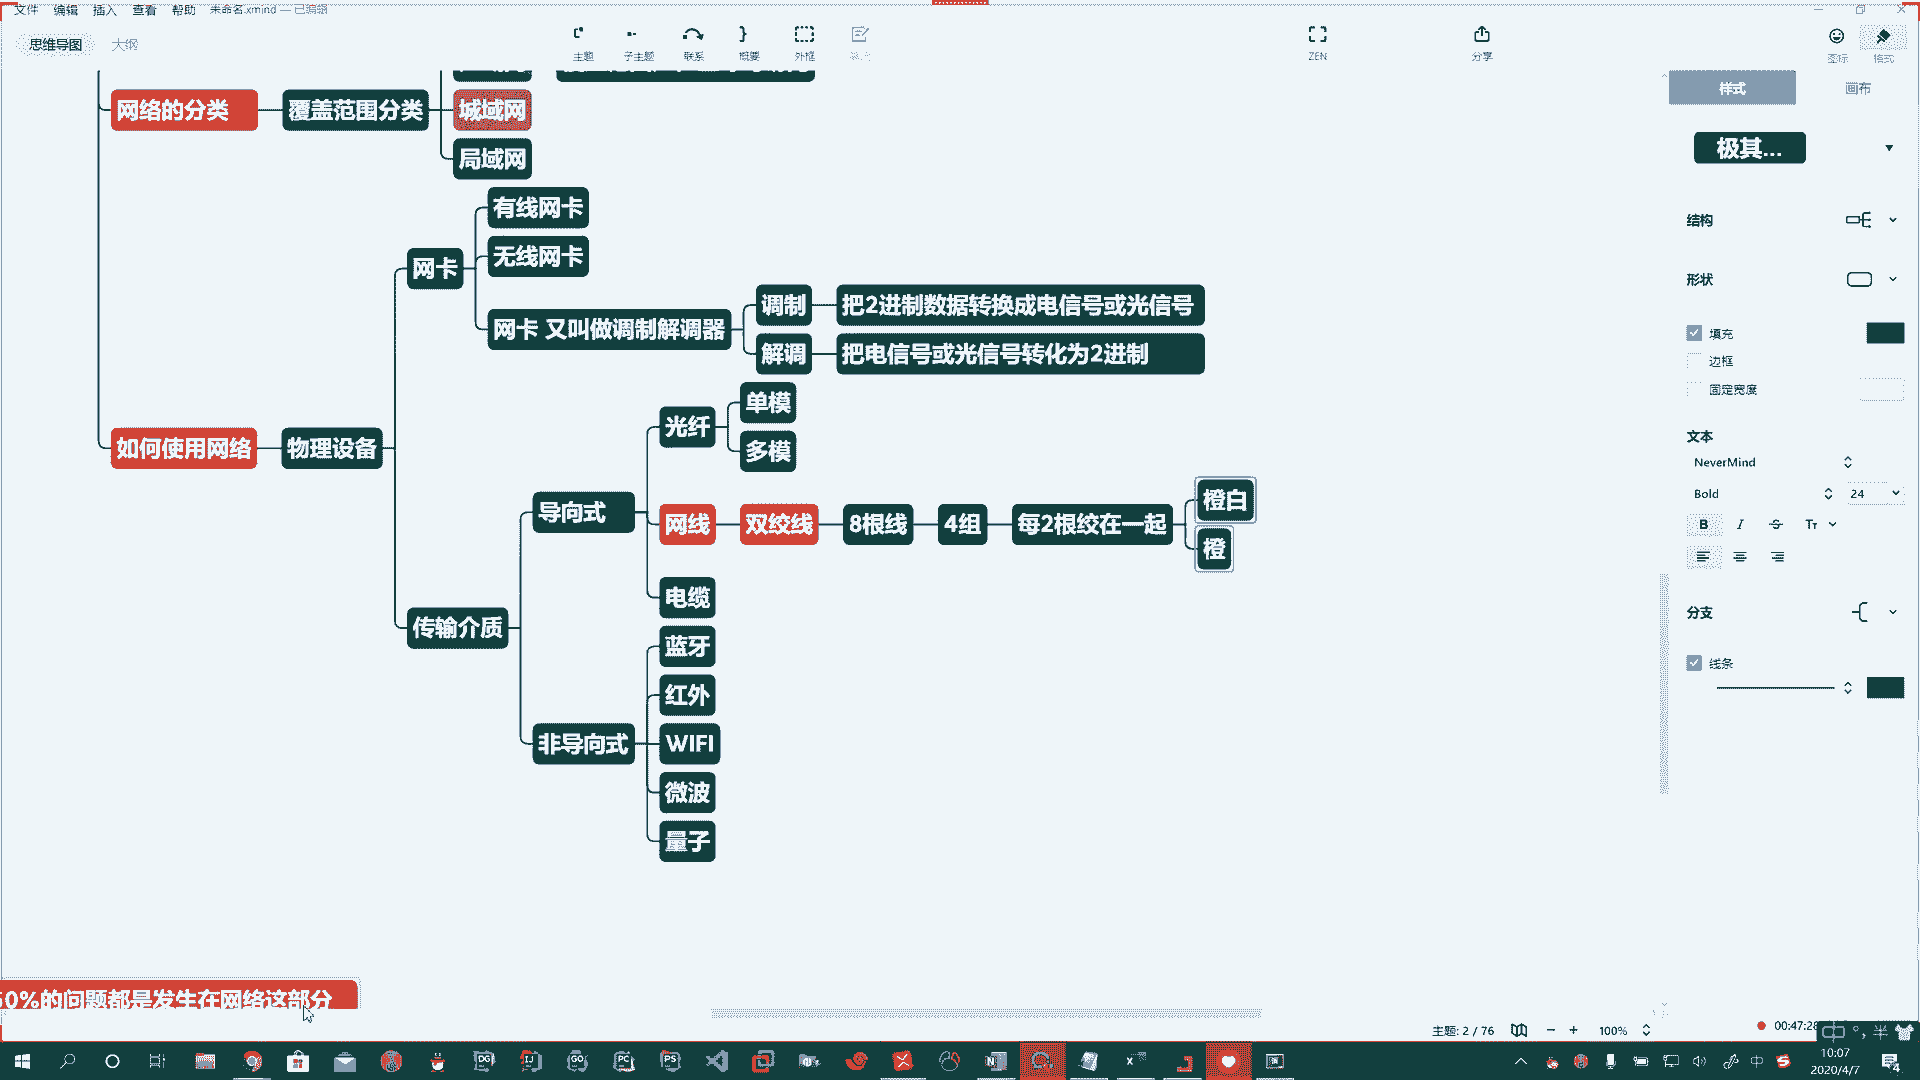 文件 编辑 插入 查看 帮助 未命名.xmind — 已编辑
思维导图 大纲
主题 子主题 联系 概要 外框 ZEN 分享 图标 格式
网络的分类 覆盖范围分类 城域网
局域网
有线网卡
无线网卡
网卡
网卡 又叫做调制解调器
调制 把2进制数据转换成电信号或光信号
解调 把电信号或光信号转化为2进制
如何使用网络 物理设备
传输介质
导向式
光纤
单模
多模
网线 双绞线 8根线 4组 每2根绞在一起
橙白
橙
电缆
非导向式
蓝牙
红外
WIFI
微波
量子
50%的问题都是发生在网络这部分
样式 画布
极其...
结构
形状
填充
边框
固定宽度
文本
NeverMind
Bold 24
B I S Tт
分支
线条
主题: 2 / 76 − + 100%
00:47:28
中 半
DG IJ GO PC PS N X
中 S
10:07
2020/4/7
4